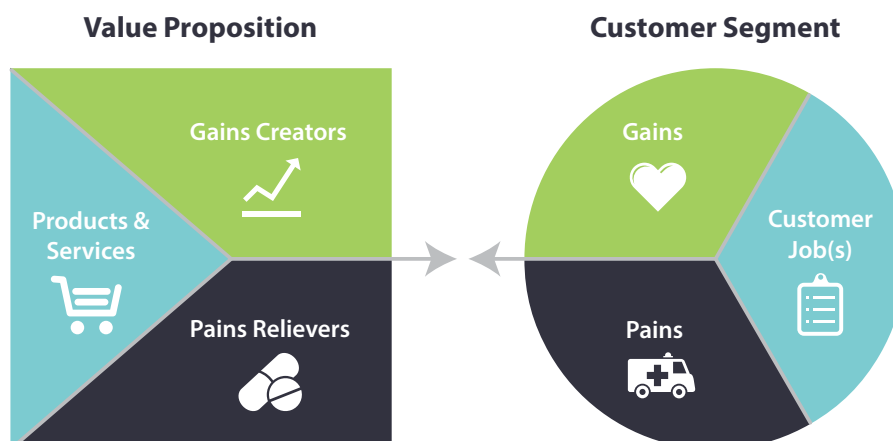 Value Proposition
Customer Segment
Gains Creators
Products &
Services
Pains Relievers
Gains
Customer
Job(s)
Pains